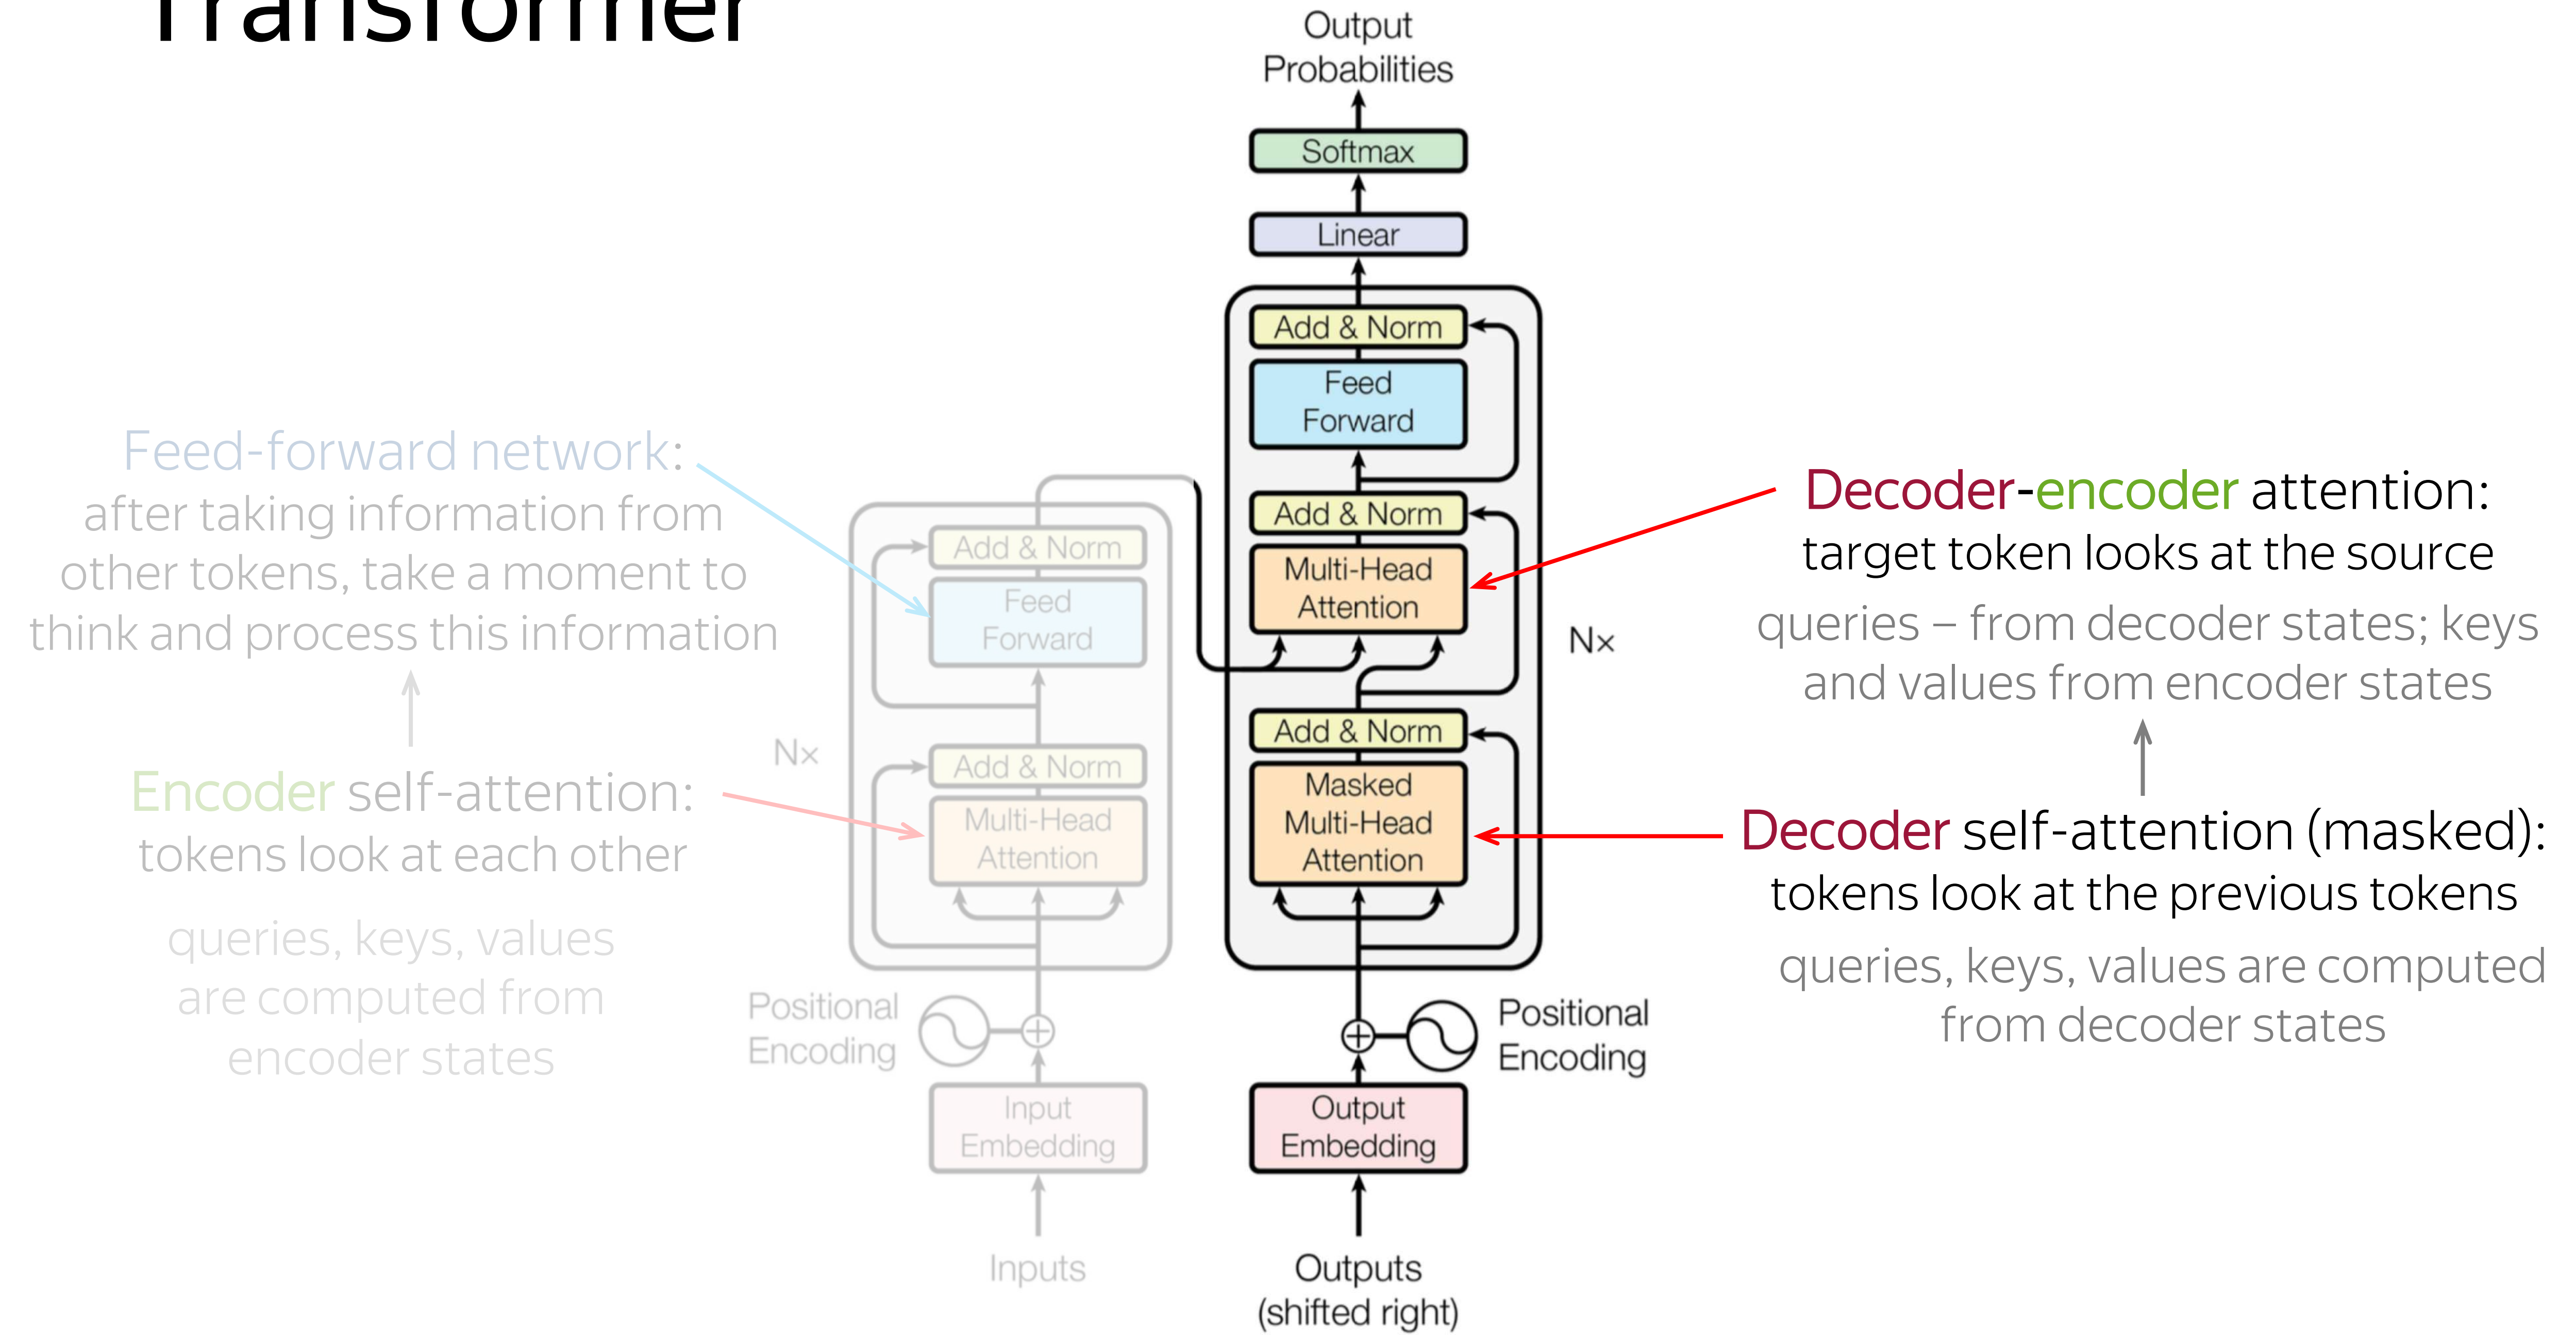 Transformer
Output
Probabilities
Softmax
Linear
Add & Norm
Feed
Forward
Add & Norm
Multi-Head
Attention
Nx
Add & Norm
Masked
Multi-Head
Attention
Positional
Encoding
Output
Embedding
Outputs
(shifted right)
Feed-forward network:
after taking information from
other tokens, take a moment to
think and process this information
Encoder self-attention:
tokens look at each other
queries, keys, values
are computed from
encoder states
Add & Norm
Feed
Forward
Nx
Add & Norm
Multi-Head
Attention
Positional
Encoding
Input
Embedding
Inputs
Decoder-encoder attention:
target token looks at the source
queries – from decoder states; keys
and values from encoder states
Decoder self-attention (masked):
tokens look at the previous tokens
queries, keys, values are computed
from decoder states